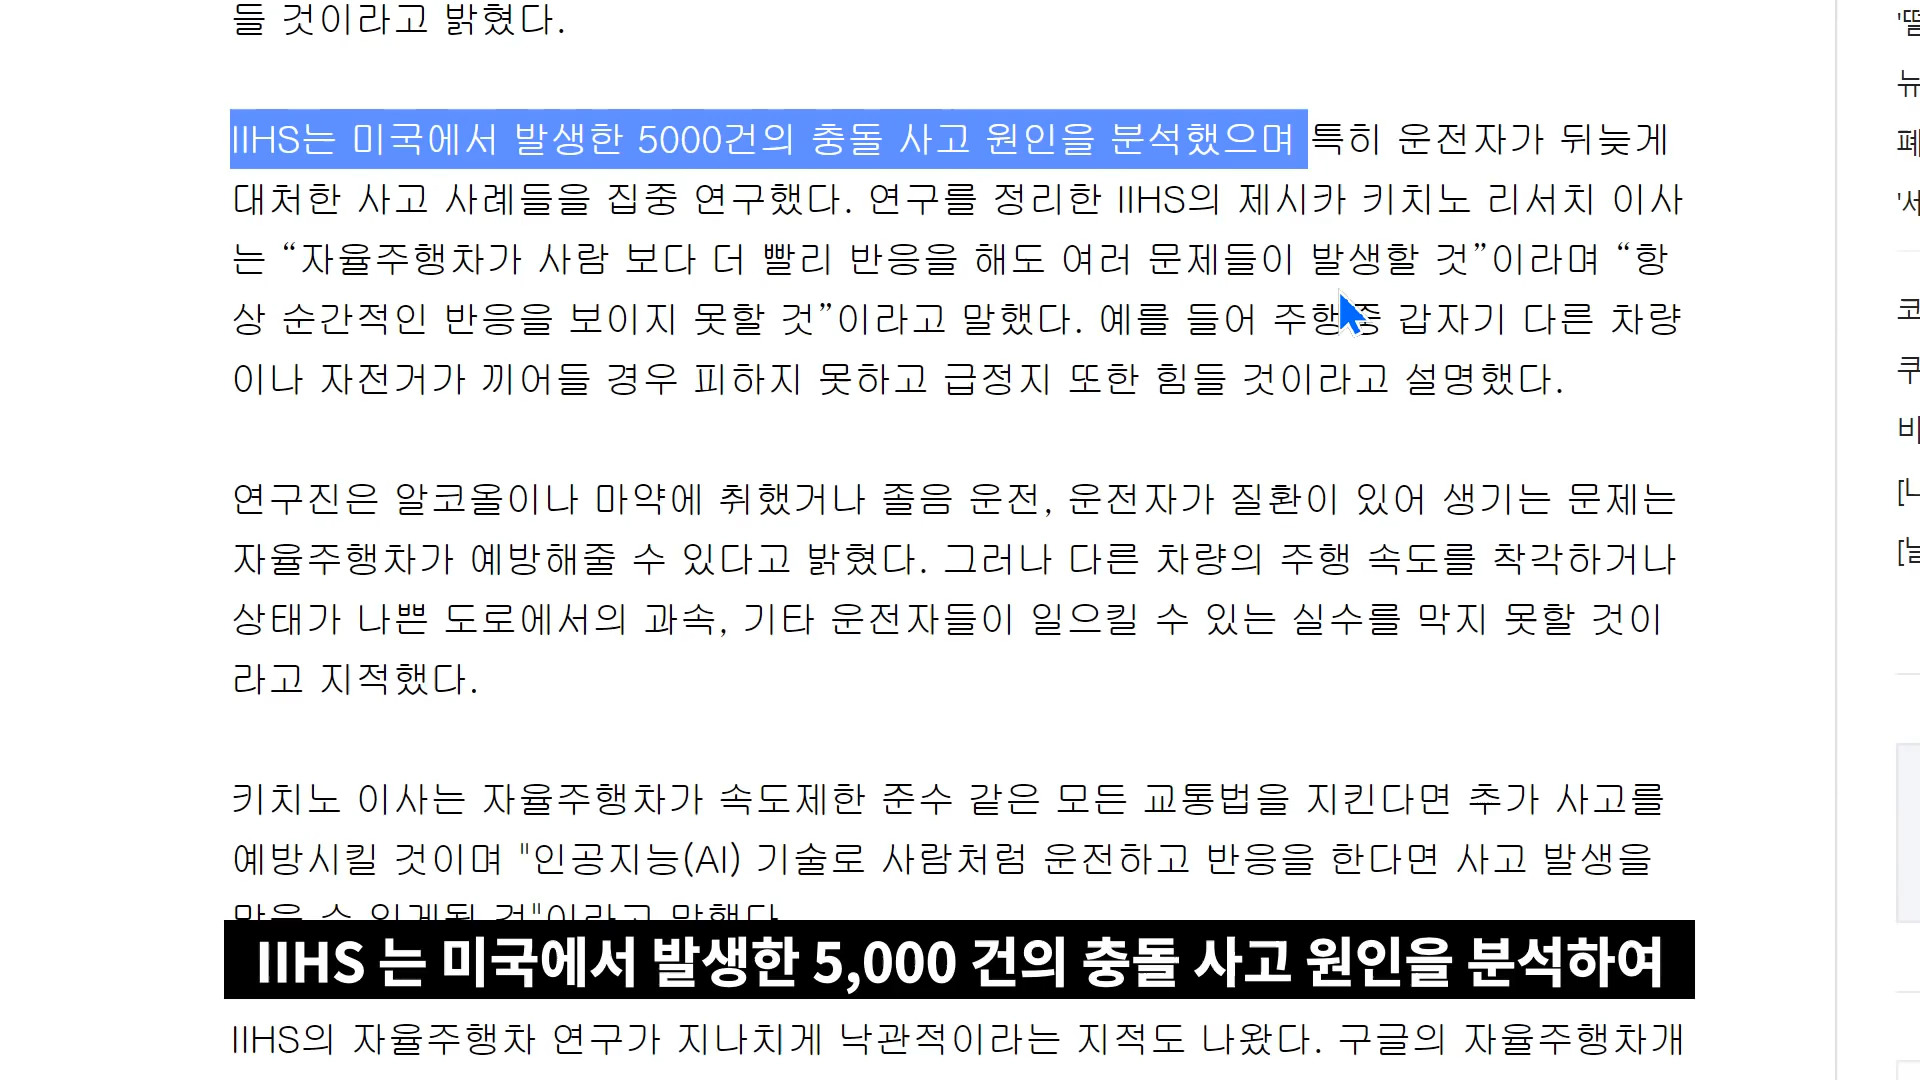 들 것이라고 밝혔다.
IIHS는 미국에서 발생한 5000건의 충돌 사고 원인을 분석했으며 특히 운전자가 뒤늦게
대처한 사고 사례들을 집중 연구했다. 연구를 정리한 IIHS의 제시카 키치노 리서치 이사
는 “자율주행차가 사람 보다 더 빨리 반응을 해도 여러 문제들이 발생할 것”이라며 “항
상 순간적인 반응을 보이지 못할 것”이라고 말했다. 예를 들어 주행중 갑자기 다른 차량
이나 자전거가 끼어들 경우 피하지 못하고 급정지 또한 힘들 것이라고 설명했다.
연구진은 알코올이나 마약에 취했거나 졸음 운전, 운전자가 질환이 있어 생기는 문제는
자율주행차가 예방해줄 수 있다고 밝혔다. 그러나 다른 차량의 주행 속도를 착각하거나
상태가 나쁜 도로에서의 과속, 기타 운전자들이 일으킬 수 있는 실수를 막지 못할 것이
라고 지적했다.
키치노 이사는 자율주행차가 속도제한 준수 같은 모든 교통법을 지킨다면 추가 사고를
예방시킬 것이며 "인공지능(AI) 기술로 사람처럼 운전하고 반응을 한다면 사고 발생을
IIHS 는 미국에서 발생한 5,000 건의 충돌 사고 원인을 분석하여
IIHS의 자율주행차 연구가 지나치게 낙관적이라는 지적도 나왔다. 구글의 자율주행차개